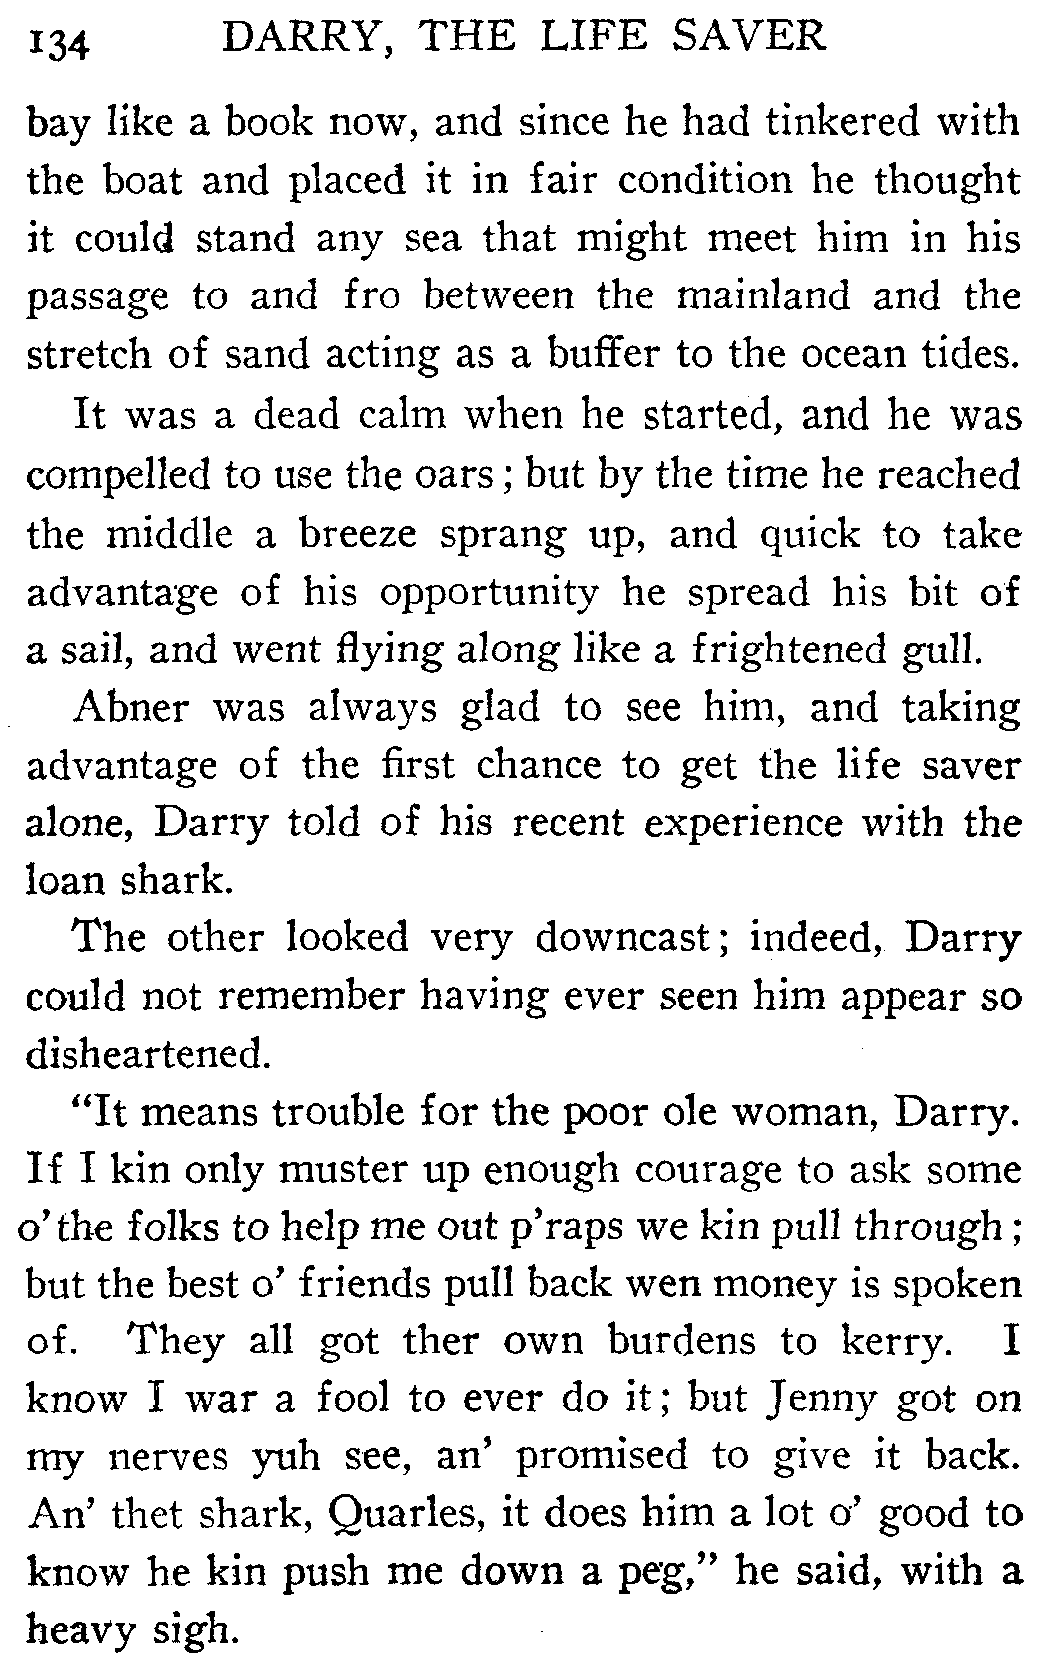 134 DARRY, THE LIFE SAVER
bay like a book now, and since he had tinkered with
the boat and placed it in fair condition he thought
it could stand any sea that might meet him in his
passage to and fro between the mainland and the
stretch of sand acting as a buffer to the ocean tides.
It was a dead calm when he started, and he was
compelled to use the oars; but by the time he reached
the middle a breeze sprang up, and quick to take
advantage of his opportunity he spread his bit of
a sail, and went flying along like a frightened gull.
Abner was always glad to see him, and taking
advantage of the first chance to get the life saver
alone, Darry told of his recent experience with the
loan shark.
The other looked very downcast; indeed, Darry
could not remember having ever seen him appear so
disheartened.
“It means trouble for the poor ole woman, Darry.
If I kin only muster up enough courage to ask some
o’ the folks to help me out p’raps we kin pull through;
but the best o’ friends pull back wen money is spoken
of. They all got ther own burdens to kerry. I
know I war a fool to ever do it; but Jenny got on
my nerves yuh see, an’ promised to give it back.
An’ thet shark, Quarles, it does him a lot o’ good to
know he kin push me down a peg,” he said, with a
heavy sigh.